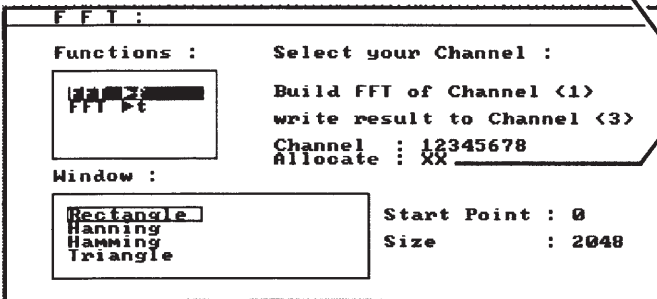 F F T :
Functions :
Select your Channel :
FFT ►f
FFT ►t
Build FFT of Channel <1>
write result to Channel <3>
Channel : 12345678
Allocate : XX
Window :
Rectangle
Hanning
Hamming
Triangle
Start Point : 0
Size : 2048